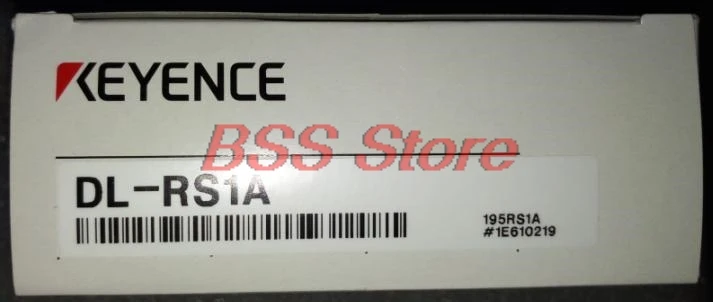 KEYENCE
BSS Store
DL-RS1A
195RS1A
#1E610219